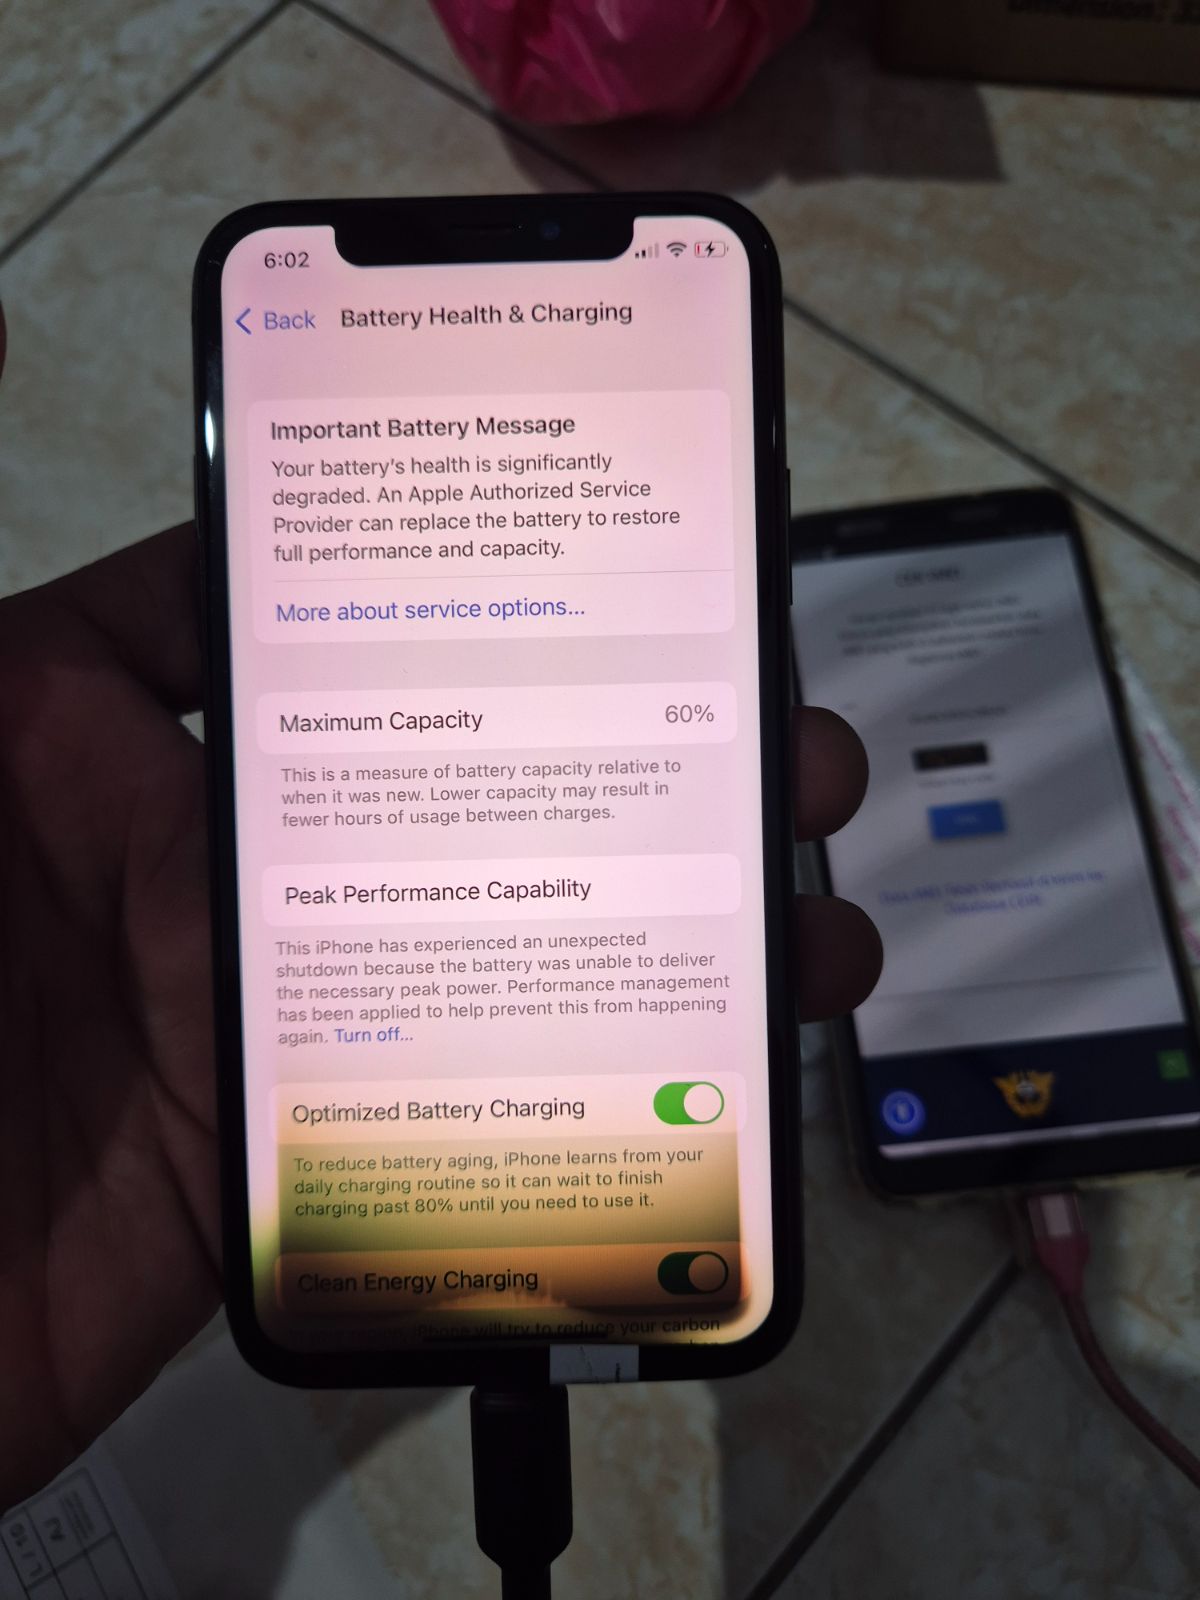 Dimension: 3
6:02
Back
Battery Health & Charging
Important Battery Message
Your battery's health is significantly
degraded. An Apple Authorized Service
Provider can replace the battery to restore
full performance and capacity.
More about service options...
Maximum Capacity 60%
This is a measure of battery capacity relative to
when it was new. Lower capacity may result in
fewer hours of usage between charges.
Peak Performance Capability
This iPhone has experienced an unexpected
shutdown because the battery was unable to deliver
the necessary peak power. Performance management
has been applied to help prevent this from happening
again. Turn off...
Optimized Battery Charging
To reduce battery aging, iPhone learns from your
daily charging routine so it can wait to finish
charging past 80% until you need to use it.
Clean Energy Charging
In your region, iPhone will try to reduce your carbon